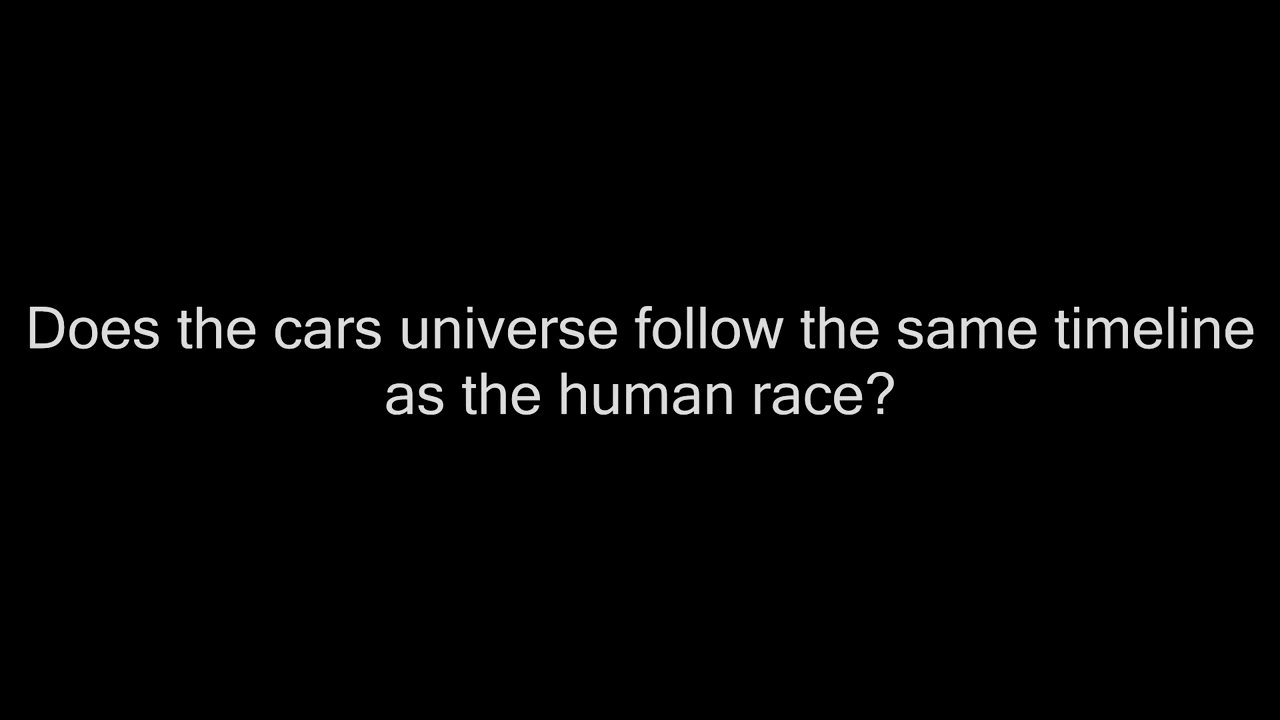 Does the cars universe follow the same timeline
as the human race?